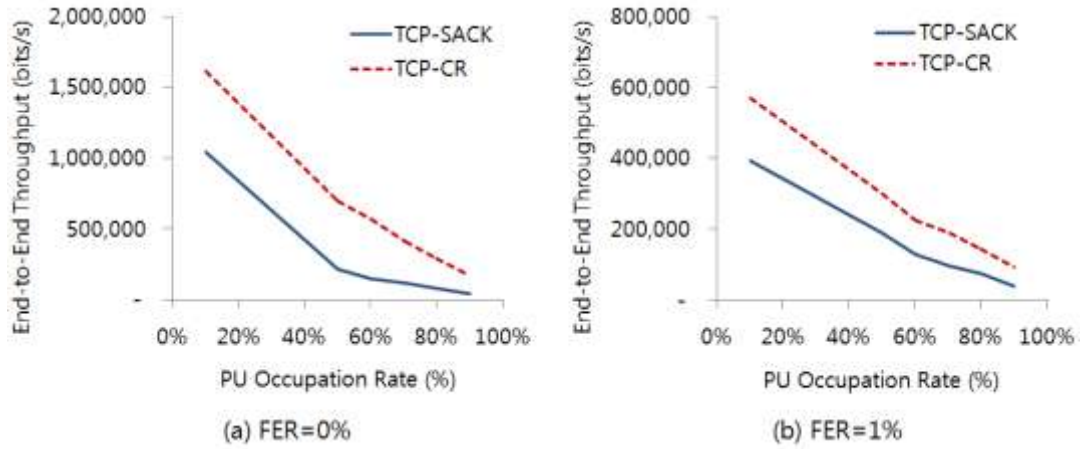 End-to-End Throughput (bits/s)
2,000,000
1,500,000
1,000,000
500,000
-
0% 20% 40% 60% 80% 100%
PU Occupation Rate (%)
TCP-SACK
TCP-CR
(a) FER=0%
End-to-End Throughput (bits/s)
800,000
600,000
400,000
200,000
-
0% 20% 40% 60% 80% 100%
PU Occupation Rate (%)
TCP-SACK
TCP-CR
(b) FER=1%